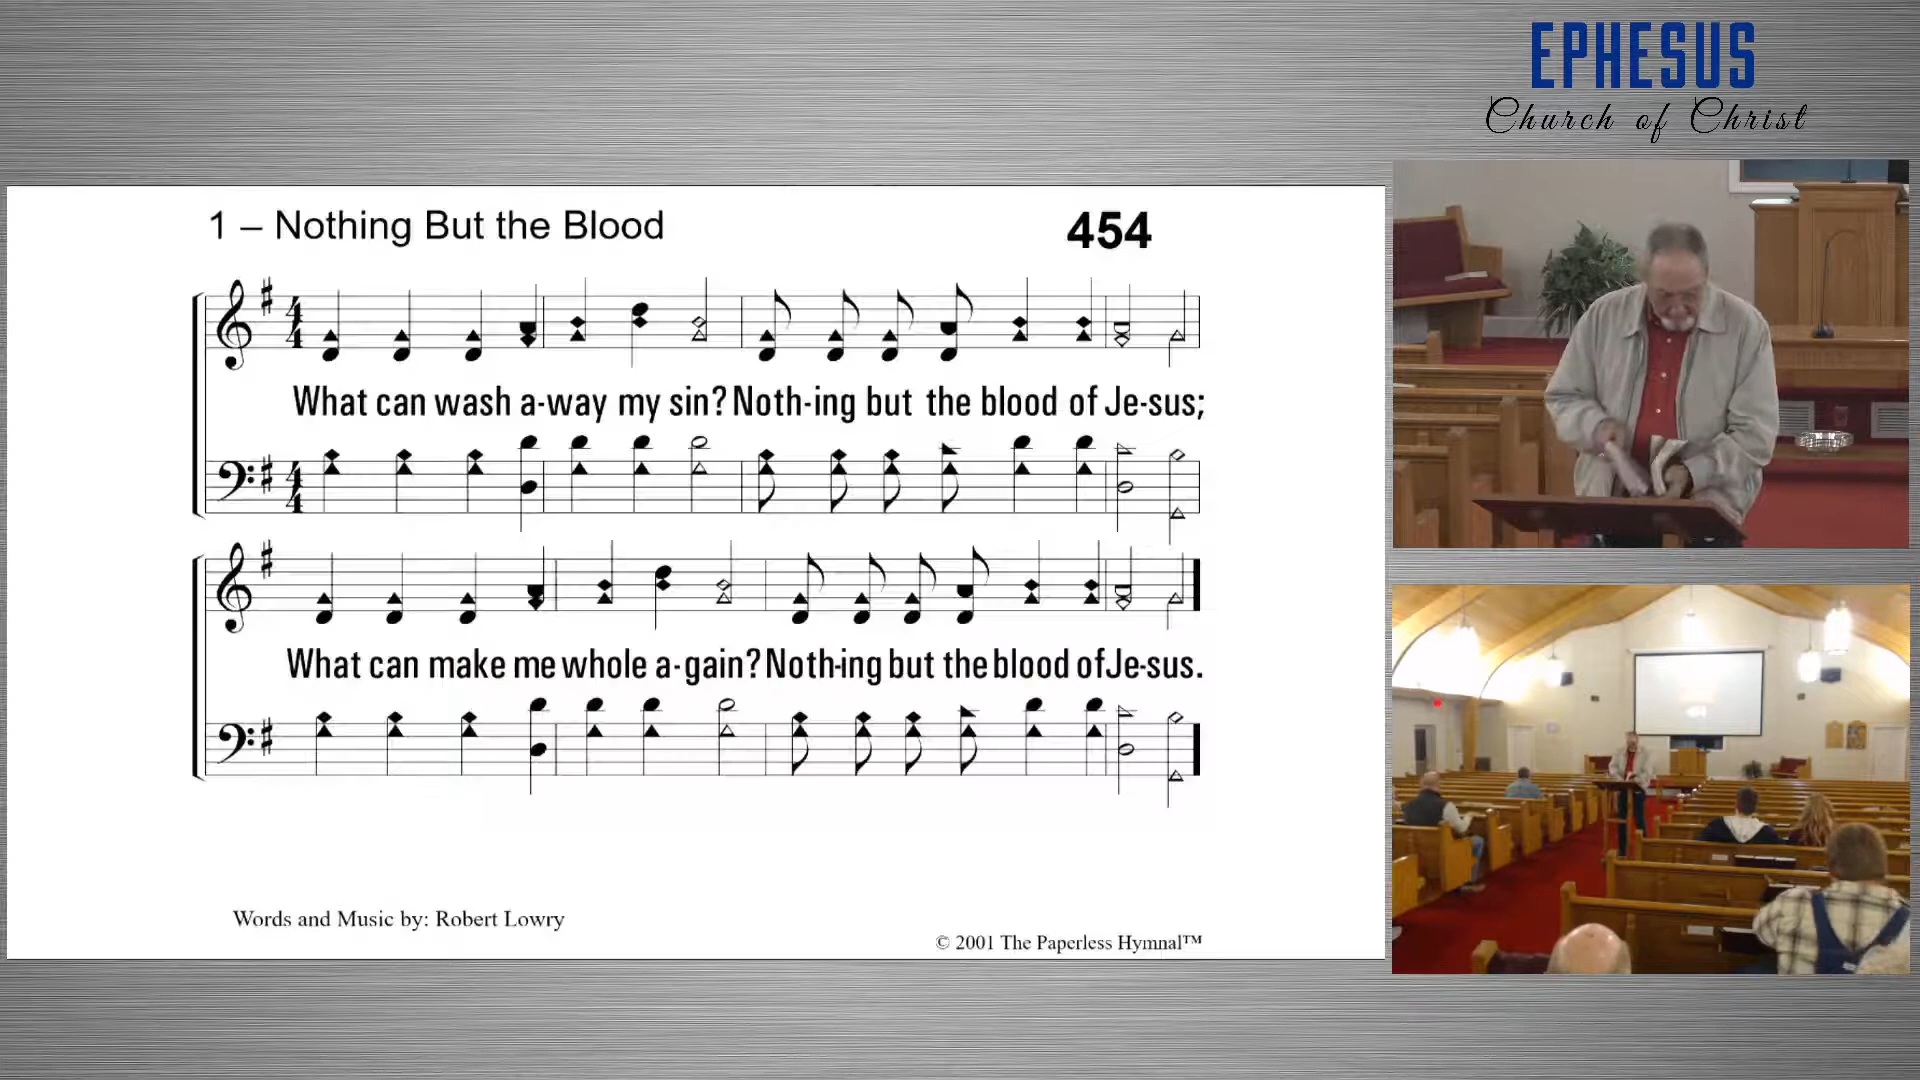 EPHESUS
Church of Christ
1 – Nothing But the Blood 454
What can wash a-way my sin? Noth-ing but the blood of Je-sus;
What can make me whole a-gain? Noth-ing but the blood of Je-sus.
Words and Music by: Robert Lowry
© 2001 The Paperless Hymnal™